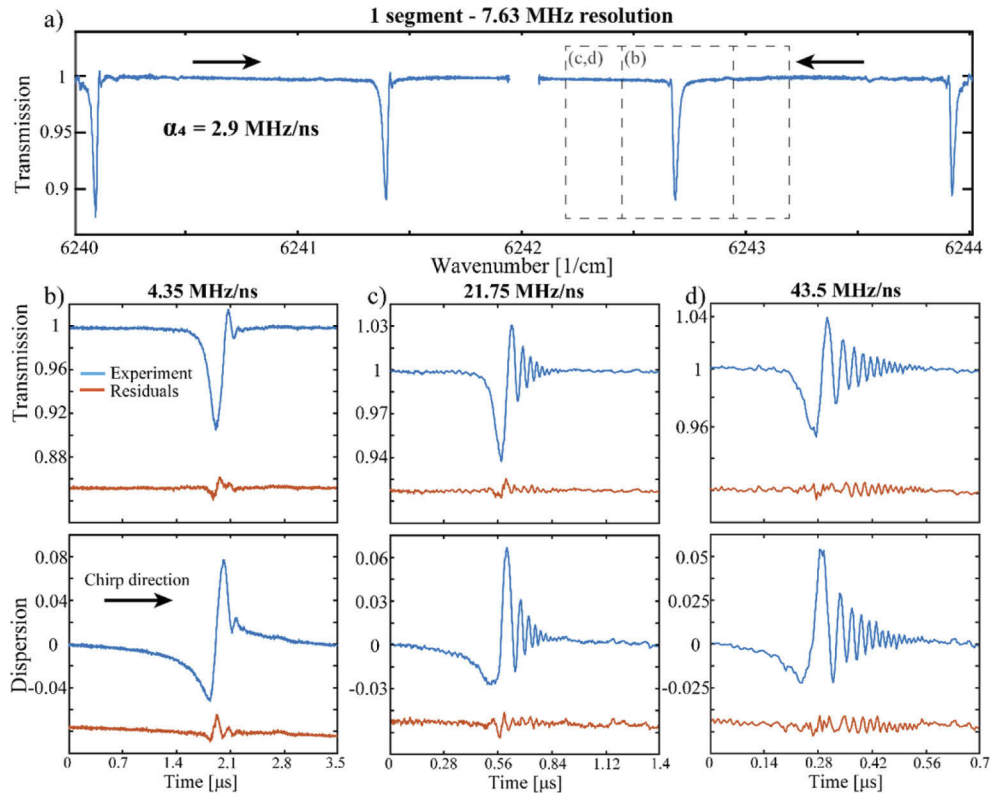 a)
1 segment - 7.63 MHz resolution
Transmission
1
0.95
0.9
α₄ = 2.9 MHz/ns
(c,d)
(b)
6240
6241
6242
6243
6244
Wavenumber [1/cm]
b)
4.35 MHz/ns
Transmission
1
0.96
0.92
0.88
Experiment
Residuals
c)
21.75 MHz/ns
1.03
1
0.97
0.94
d)
43.5 MHz/ns
1.04
1
0.96
Dispersion
0.08
0.04
0
-0.04
Chirp direction
0
0.7
1.4
2.1
2.8
3.5
Time [μs]
0.06
0.03
0
-0.03
0
0.28
0.56
0.84
1.12
1.4
Time [μs]
0.05
0.025
0
-0.025
0
0.14
0.28
0.42
0.56
0.7
Time [μs]